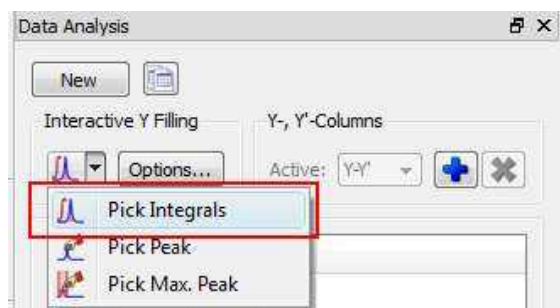 Data Analysis
New
Interactive Y Filling
Y-, Y'-Columns
Options...
Active: Y-Y'
Pick Integrals
Pick Peak
Pick Max. Peak